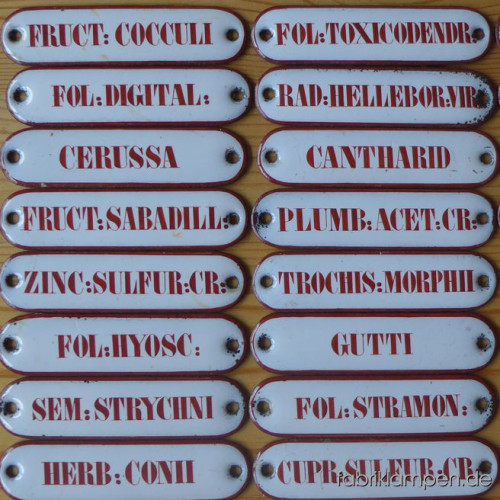 FRUCT: COCCULI
FOL:TOXICODENDR.
FOL:DIGITAL:
RAD:HELLEBOR:VIR
CERUSSA
CANTHARID
FRUCT:SABADILL:
PLUMB:ACET:CR:
ZINC:SULFUR:CR:
TROCHIS:MORPHII
FOL:HYOSC:
GUTTI
SEM:STRYCHNI
FOL:STRAMON:
HERB:CONII
CUPR:SULFUR:CR:
fabriklampen.de